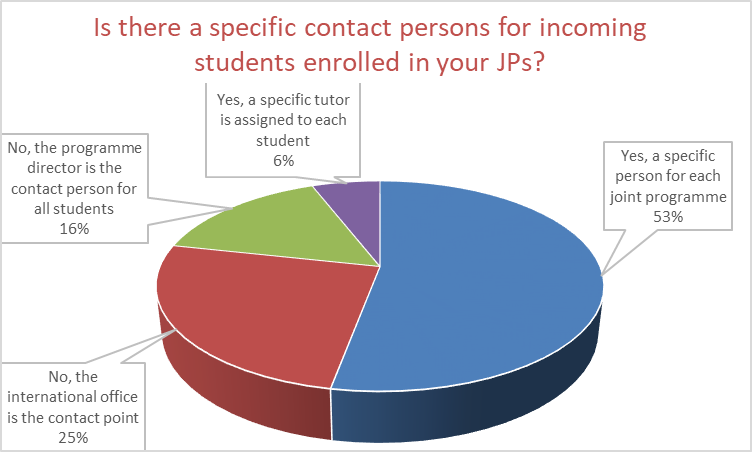 Is there a specific contact persons for incoming
students enrolled in your JPs?
Yes, a specific tutor
is assigned to each
student
6%
No, the programme
director is the
contact person for
all students
16%
Yes, a specific
person for each
joint programme
53%
No, the
international office
is the contact point
25%